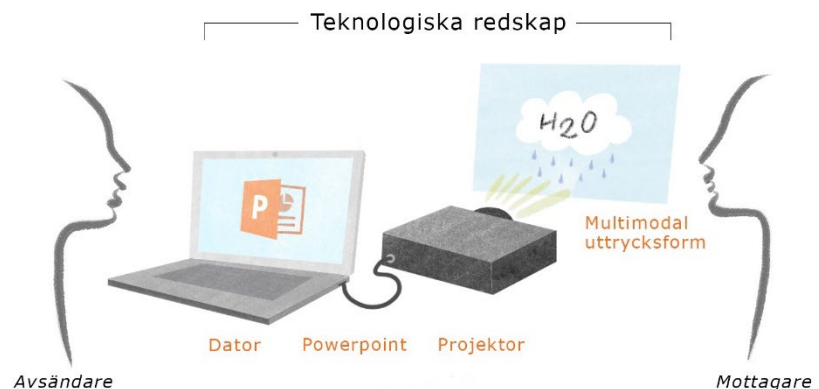 Teknologiska redskap
H2O
P
Multimodal
uttrycksform
Dator Powerpoint Projektor
Avsändare Mottagare